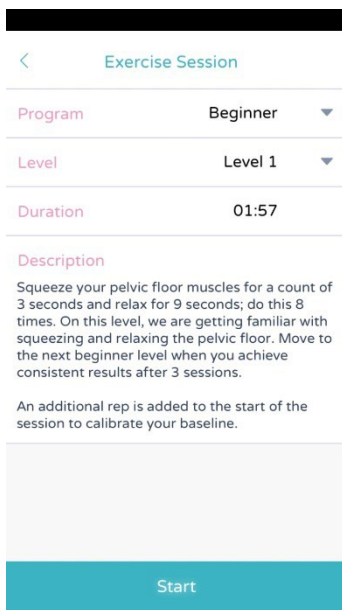 Exercise Session
Program Beginner
Level Level 1
Duration 01:57
Description
Squeeze your pelvic floor muscles for a count of
3 seconds and relax for 9 seconds; do this 8
times. On this level, we are getting familiar with
squeezing and relaxing the pelvic floor. Move to
the next beginner level when you achieve
consistent results after 3 sessions.
An additional rep is added to the start of the
session to calibrate your baseline.
Start